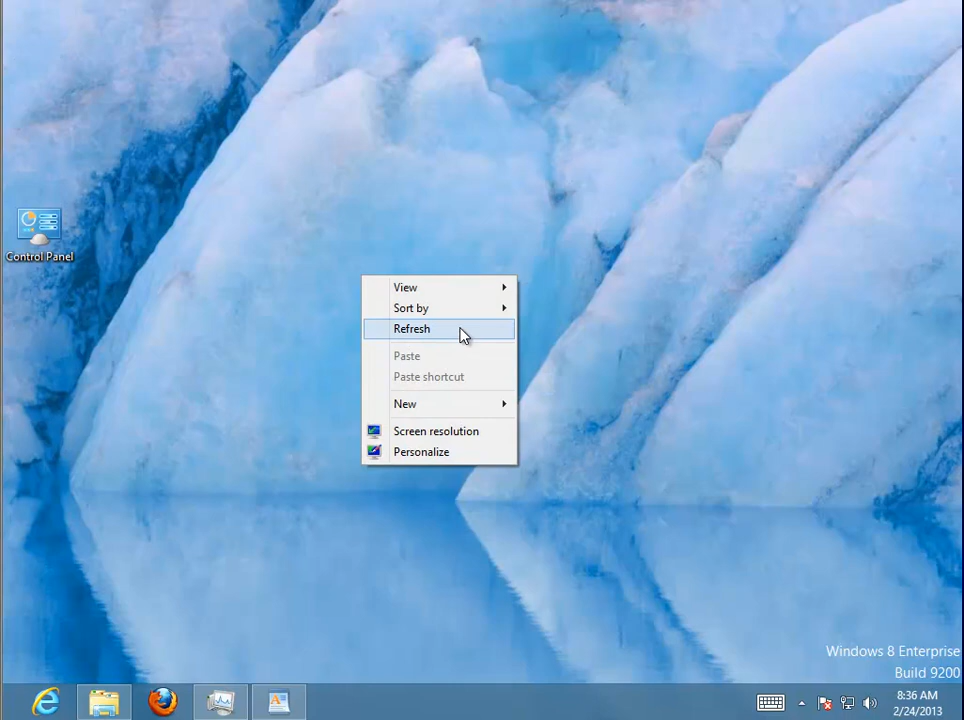 Control Panel
View
Sort by
Refresh
Paste
Paste shortcut
New
Screen resolution
Personalize
Windows 8 Enterprise
Build 9200
8:36 AM
2/24/2013